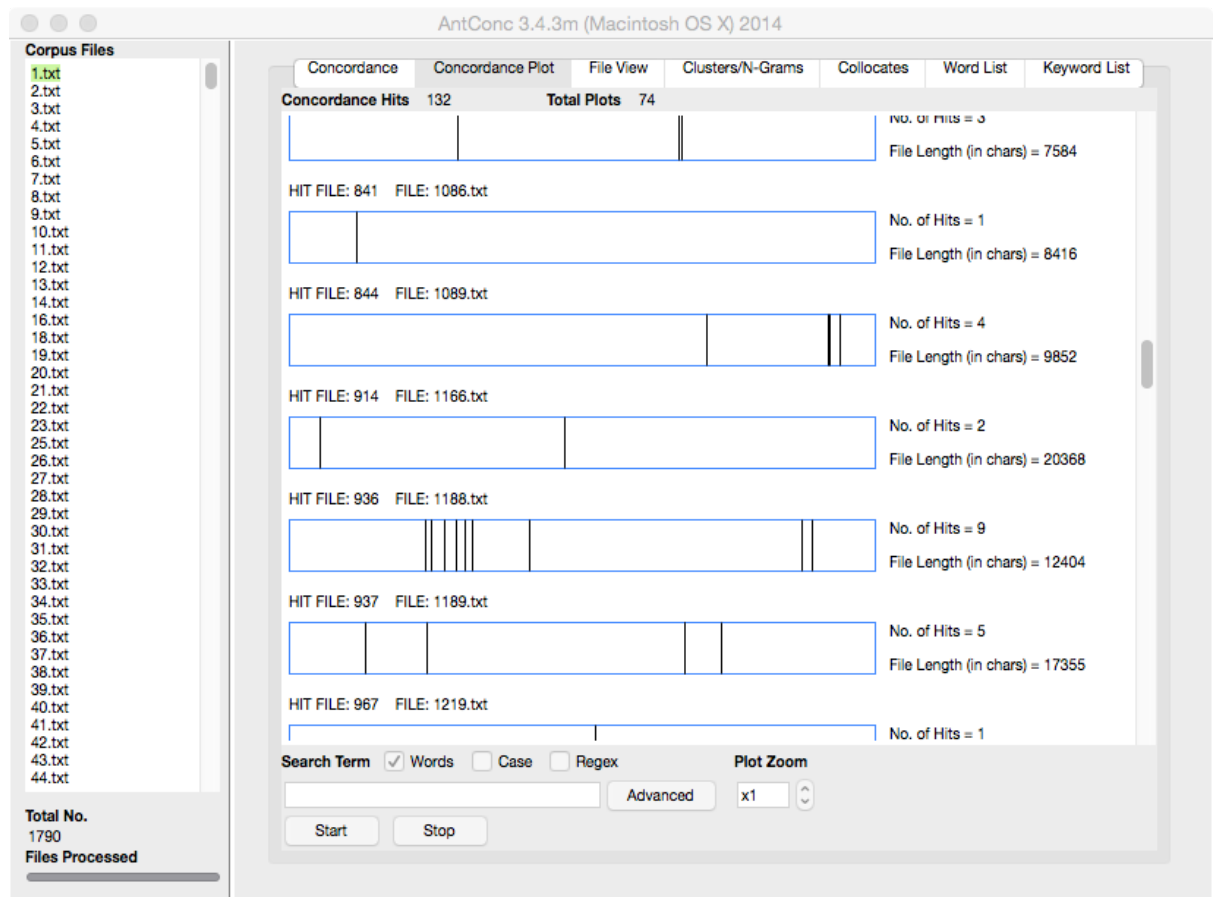 AntConc 3.4.3m (Macintosh OS X) 2014
Corpus Files
1.txt
2.txt
3.txt
4.txt
5.txt
6.txt
7.txt
8.txt
9.txt
10.txt
11.txt
12.txt
13.txt
14.txt
16.txt
18.txt
19.txt
20.txt
21.txt
22.txt
23.txt
25.txt
26.txt
27.txt
28.txt
29.txt
30.txt
31.txt
32.txt
33.txt
34.txt
35.txt
36.txt
37.txt
38.txt
39.txt
40.txt
41.txt
42.txt
43.txt
44.txt
Total No.
1790
Files Processed
Concordance Concordance Plot File View Clusters/N-Grams Collocates Word List Keyword List
Concordance Hits 132 Total Plots 74
No. of Hits = 3
File Length (in chars) = 7584
HIT FILE: 841 FILE: 1086.txt
No. of Hits = 1
File Length (in chars) = 8416
HIT FILE: 844 FILE: 1089.txt
No. of Hits = 4
File Length (in chars) = 9852
HIT FILE: 914 FILE: 1166.txt
No. of Hits = 2
File Length (in chars) = 20368
HIT FILE: 936 FILE: 1188.txt
No. of Hits = 9
File Length (in chars) = 12404
HIT FILE: 937 FILE: 1189.txt
No. of Hits = 5
File Length (in chars) = 17355
HIT FILE: 967 FILE: 1219.txt
No. of Hits = 1
Search Term Words Case Regex Plot Zoom
Advanced x1
Start Stop